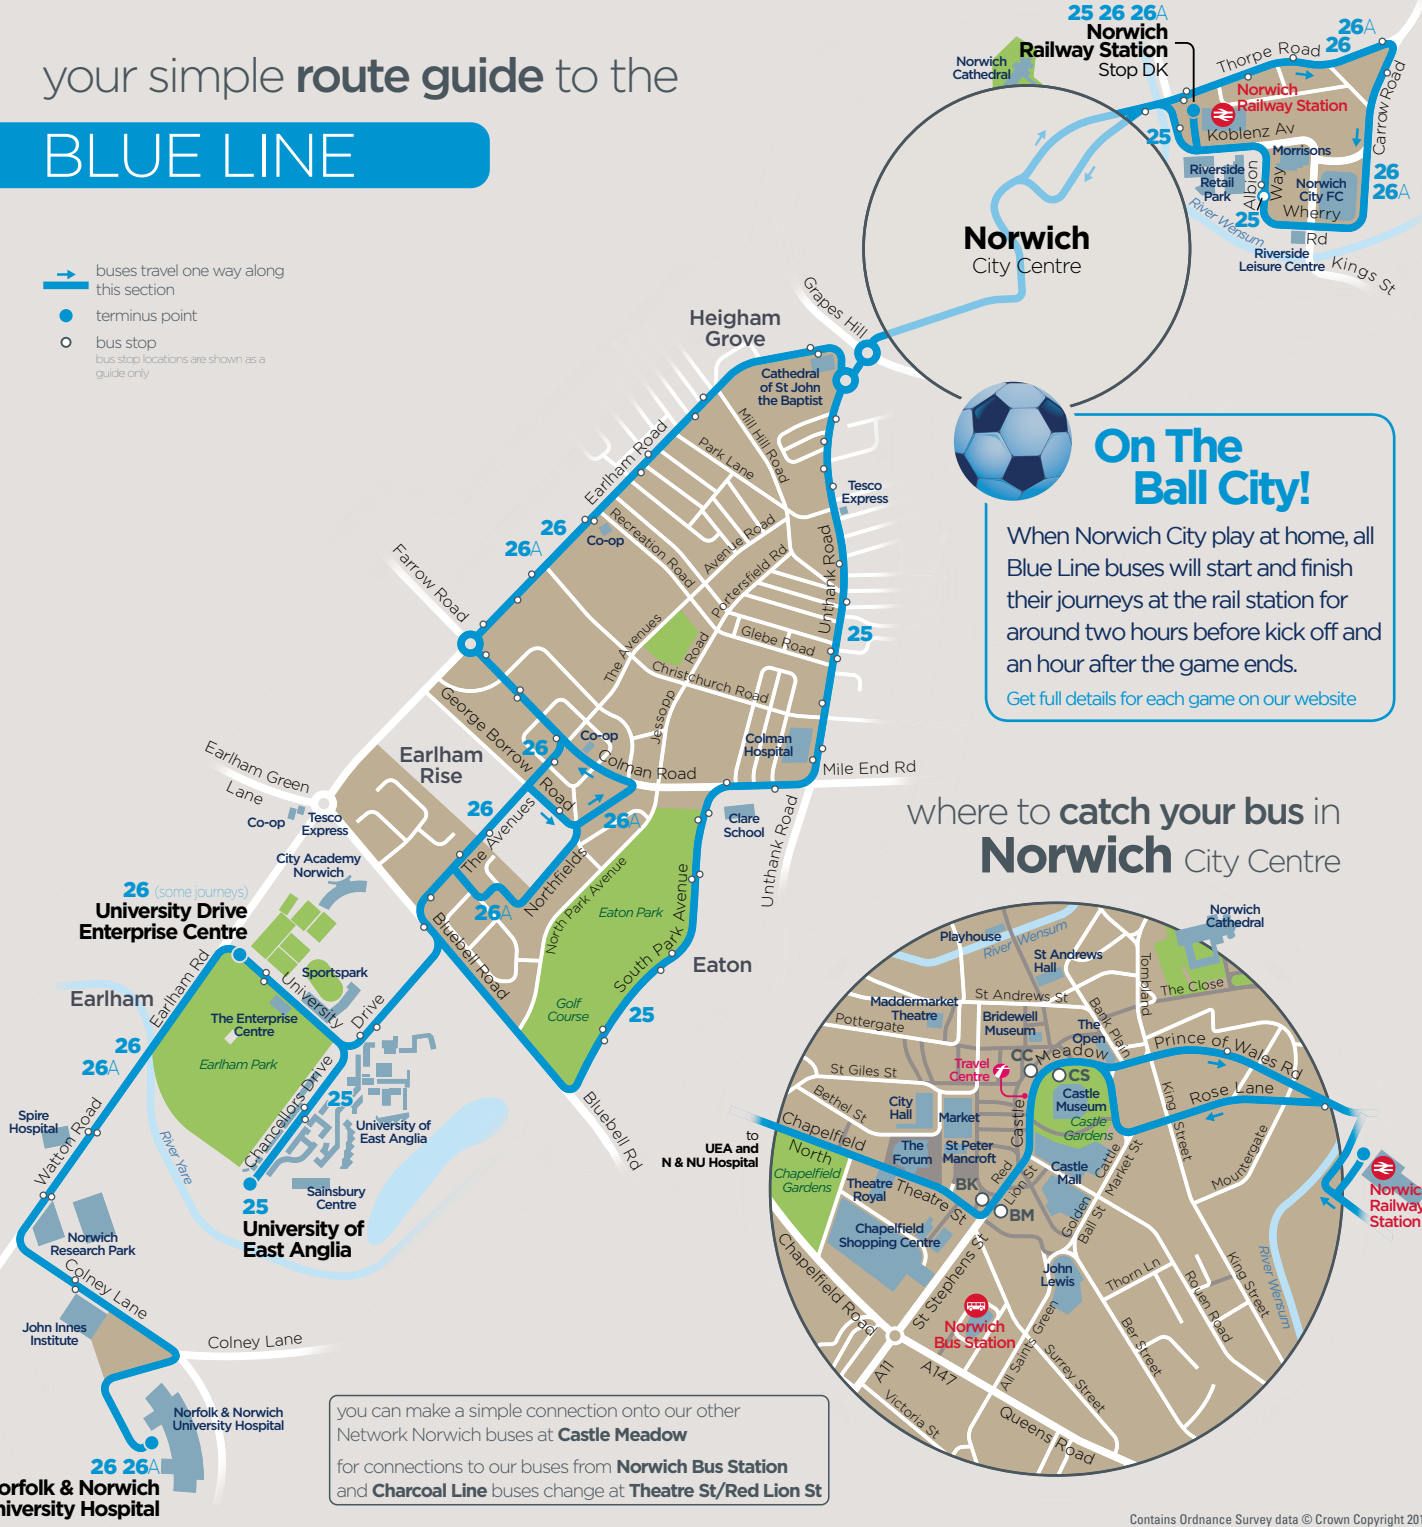 your simple route guide to the
BLUE LINE
buses travel one way along
this section
terminus point
bus stop
bus stop locations are shown as a
guide only
25 26 26A
Norwich
Railway Station
Stop DK
Norwich
Cathedral
26A
26
Thorpe Road
Norwich
Railway Station
Carrow Road
25
Koblenz Av
Morrisons
Riverside
Retail
Park
Albion
Way
Norwich
City FC
26
26A
25
Wherry
Rd
River Wensum
Riverside
Leisure Centre
Kings St
Norwich
City Centre
Grapes Hill
Heigham
Grove
Cathedral
of St John
the Baptist
Mill Hill Road
Park Lane
Earlham Road
Tesco
Express
26
26A
Co-op
Recreation Road
Avenue Road
Portersfield Rd
Unthank Road
25
Farrow Road
The Avenues
Glebe Road
Christchurch Road
Jessopp
Road
George Borrow
Road
26
Co-op
Colman Road
Colman
Hospital
Mile End Rd
Earlham
Rise
Earlham Green
Lane
Co-op
Tesco
Express
26
The Avenues
26A
Clare
School
Unthank Road
City Academy
Norwich
26A
Northfields
North Park Avenue
Eaton Park
South Park Avenue
Eaton
Bluebell Road
Golf
Course
25
Bluebell Rd
26 (some journeys)
University Drive
Enterprise Centre
Earlham
Earlham Rd
Sportspark
University
Drive
The Enterprise
Centre
Earlham Park
26
26A
Chancellors Drive
25
University of
East Anglia
Spire
Hospital
Watton Road
River Yare
Sainsbury
Centre
25
University of
East Anglia
Norwich
Research Park
Colney Lane
John Innes
Institute
Colney Lane
Norfolk & Norwich
University Hospital
26 26A
orfolk & Norwich
niversity Hospital
On The
Ball City!
When Norwich City play at home, all
Blue Line buses will start and finish
their journeys at the rail station for
around two hours before kick off and
an hour after the game ends.
Get full details for each game on our website
where to catch your bus in
Norwich City Centre
Playhouse
River Wensum
Norwich
Cathedral
St Andrews
Hall
Tombland
The Close
Maddermarket
Theatre
St Andrews St
Bank Plain
Pottergate
Bridewell
Museum
The
Open
Prince of Wales Rd
Travel
Centre
CC
Meadow
CS
St Giles St
Bethel St
City
Hall
Market
Castle
Castle
Museum
Castle
Gardens
King
Street
Rose Lane
to
UEA and
N & NU Hospital
Chapelfield
North
The
Forum
St Peter
Mancroft
Cattle
Market St
Mountergate
Chapelfield
Gardens
Theatre
Royal
Theatre St
BK
Red
Lion St
BM
Castle
Mall
Golden
Ball St
Norwic
Railway
Station
Chapelfield
Shopping Centre
Chapelfield Road
St Stephens St
John
Lewis
Thorn Ln
Rouen Road
King Street
River Wensum
Norwich
Bus Station
All Saints Green
Surrey Street
Ber Street
A11
A147
Victoria St
Queens Road
you can make a simple connection onto our other
Network Norwich buses at Castle Meadow
for connections to our buses from Norwich Bus Station
and Charcoal Line buses change at Theatre St/Red Lion St
Contains Ordnance Survey data © Crown Copyright 201